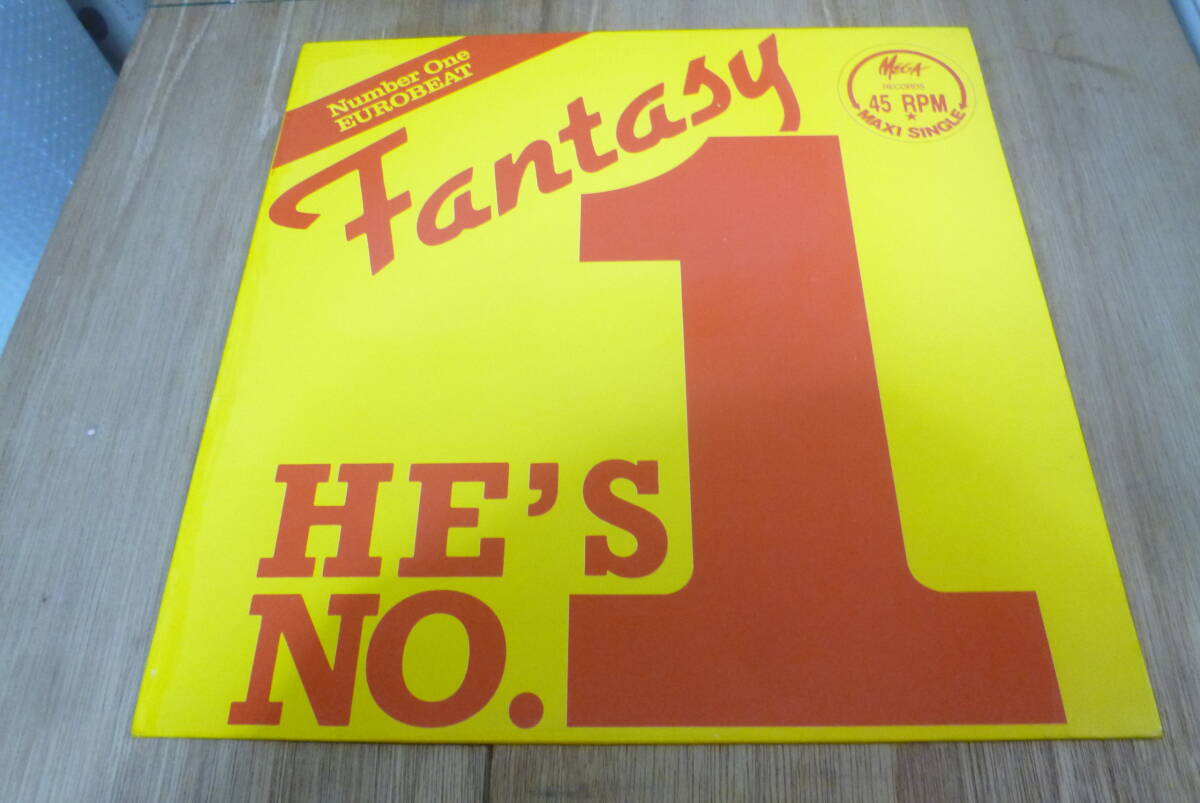 Number One
EUROBEAT
Fantasy
MEGA
RECORDS
45 RPM
MAXI SINGLE
HE'S
NO. 1